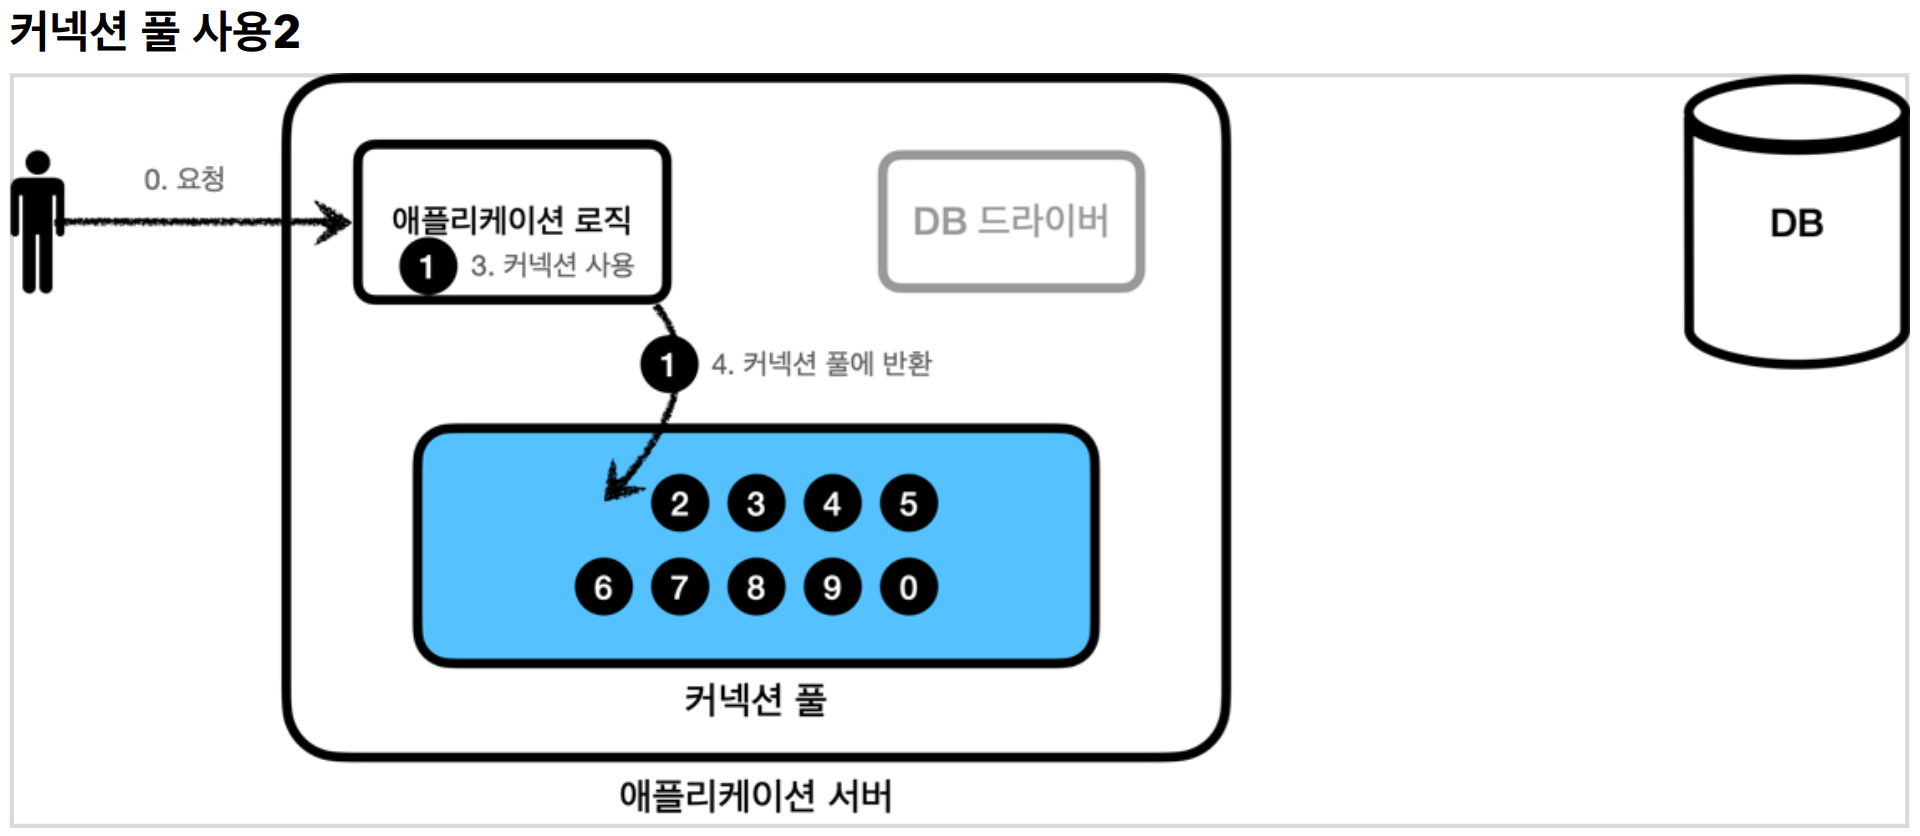 커넥션 풀 사용2
0. 요청
애플리케이션 로직
1
3. 커넥션 사용
DB 드라이버
DB
1
4. 커넥션 풀에 반환
2 3 4 5
6 7 8 9 0
커넥션 풀
애플리케이션 서버